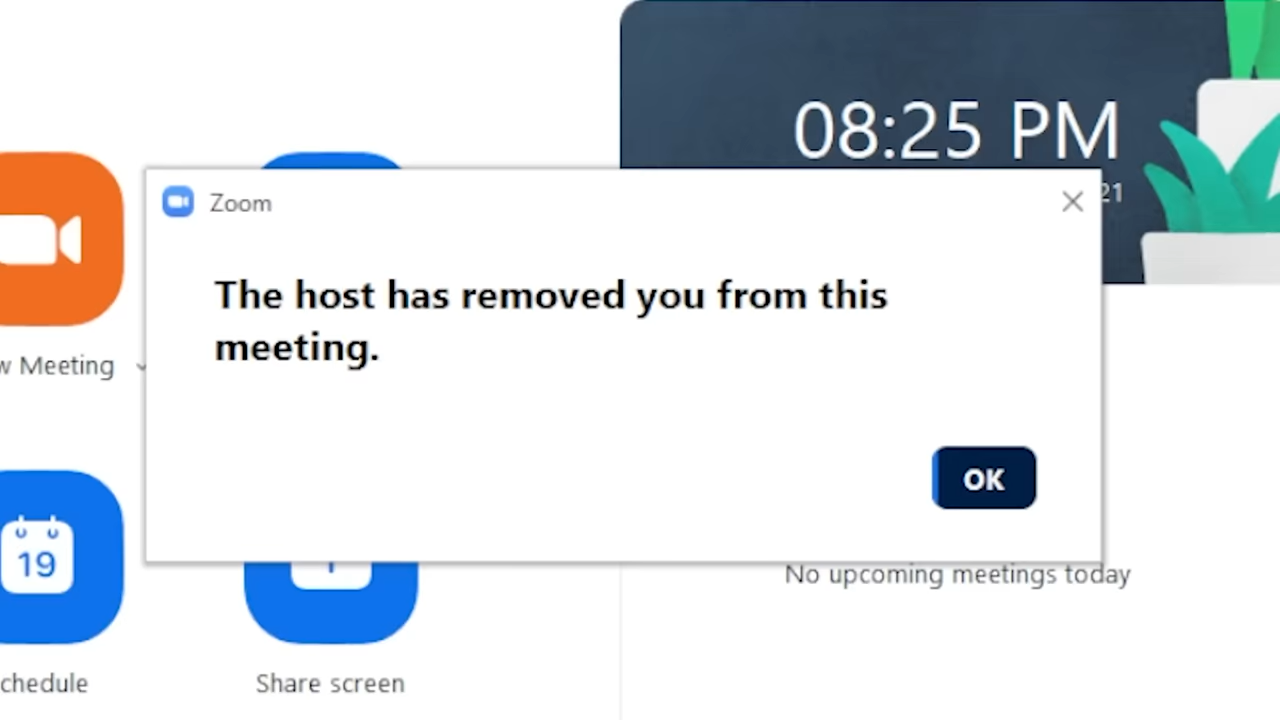 08:25 PM
21
Zoom
The host has removed you from this
meeting.
OK
w Meeting
19
No upcoming meetings today
chedule
Share screen